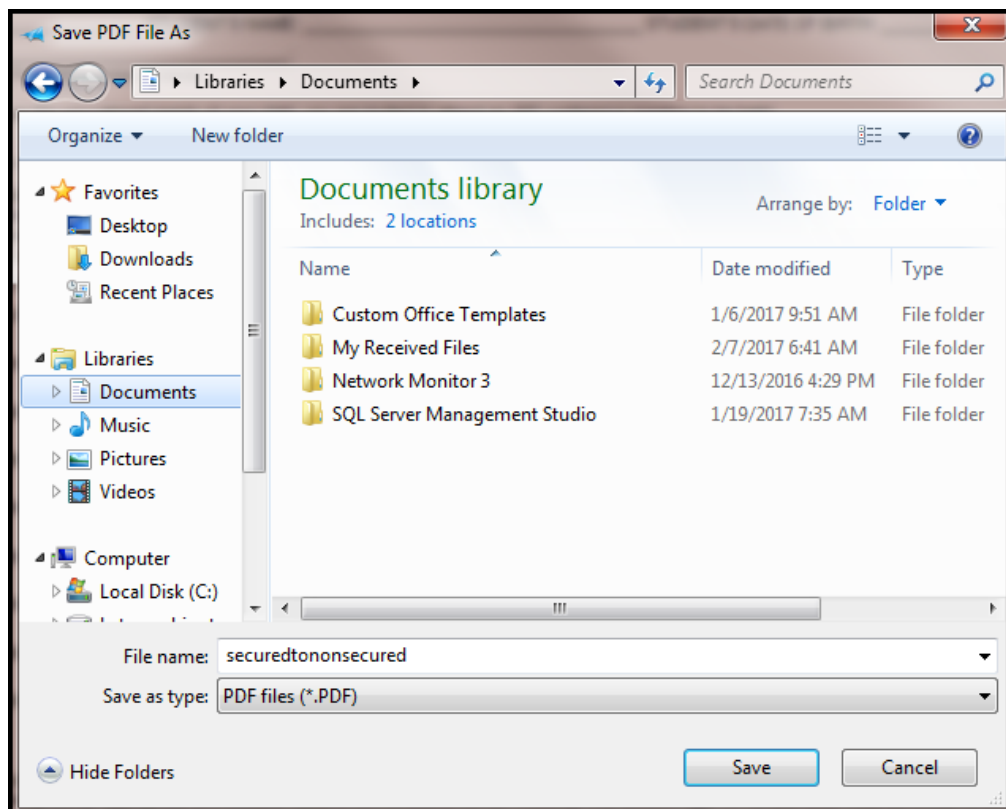 Save PDF File As
Libraries Documents
Search Documents
Organize New folder
Favorites
Desktop
Downloads
Recent Places
Libraries
Documents
Music
Pictures
Videos
Computer
Local Disk (C:)
Documents library
Includes: 2 locations
Arrange by: Folder
Name Date modified Type
Custom Office Templates 1/6/2017 9:51 AM File folder
My Received Files 2/7/2017 6:41 AM File folder
Network Monitor 3 12/13/2016 4:29 PM File folder
SQL Server Management Studio 1/19/2017 7:35 AM File folder
File name: securedtononsecured
Save as type: PDF files (*.PDF)
Hide Folders
Save Cancel